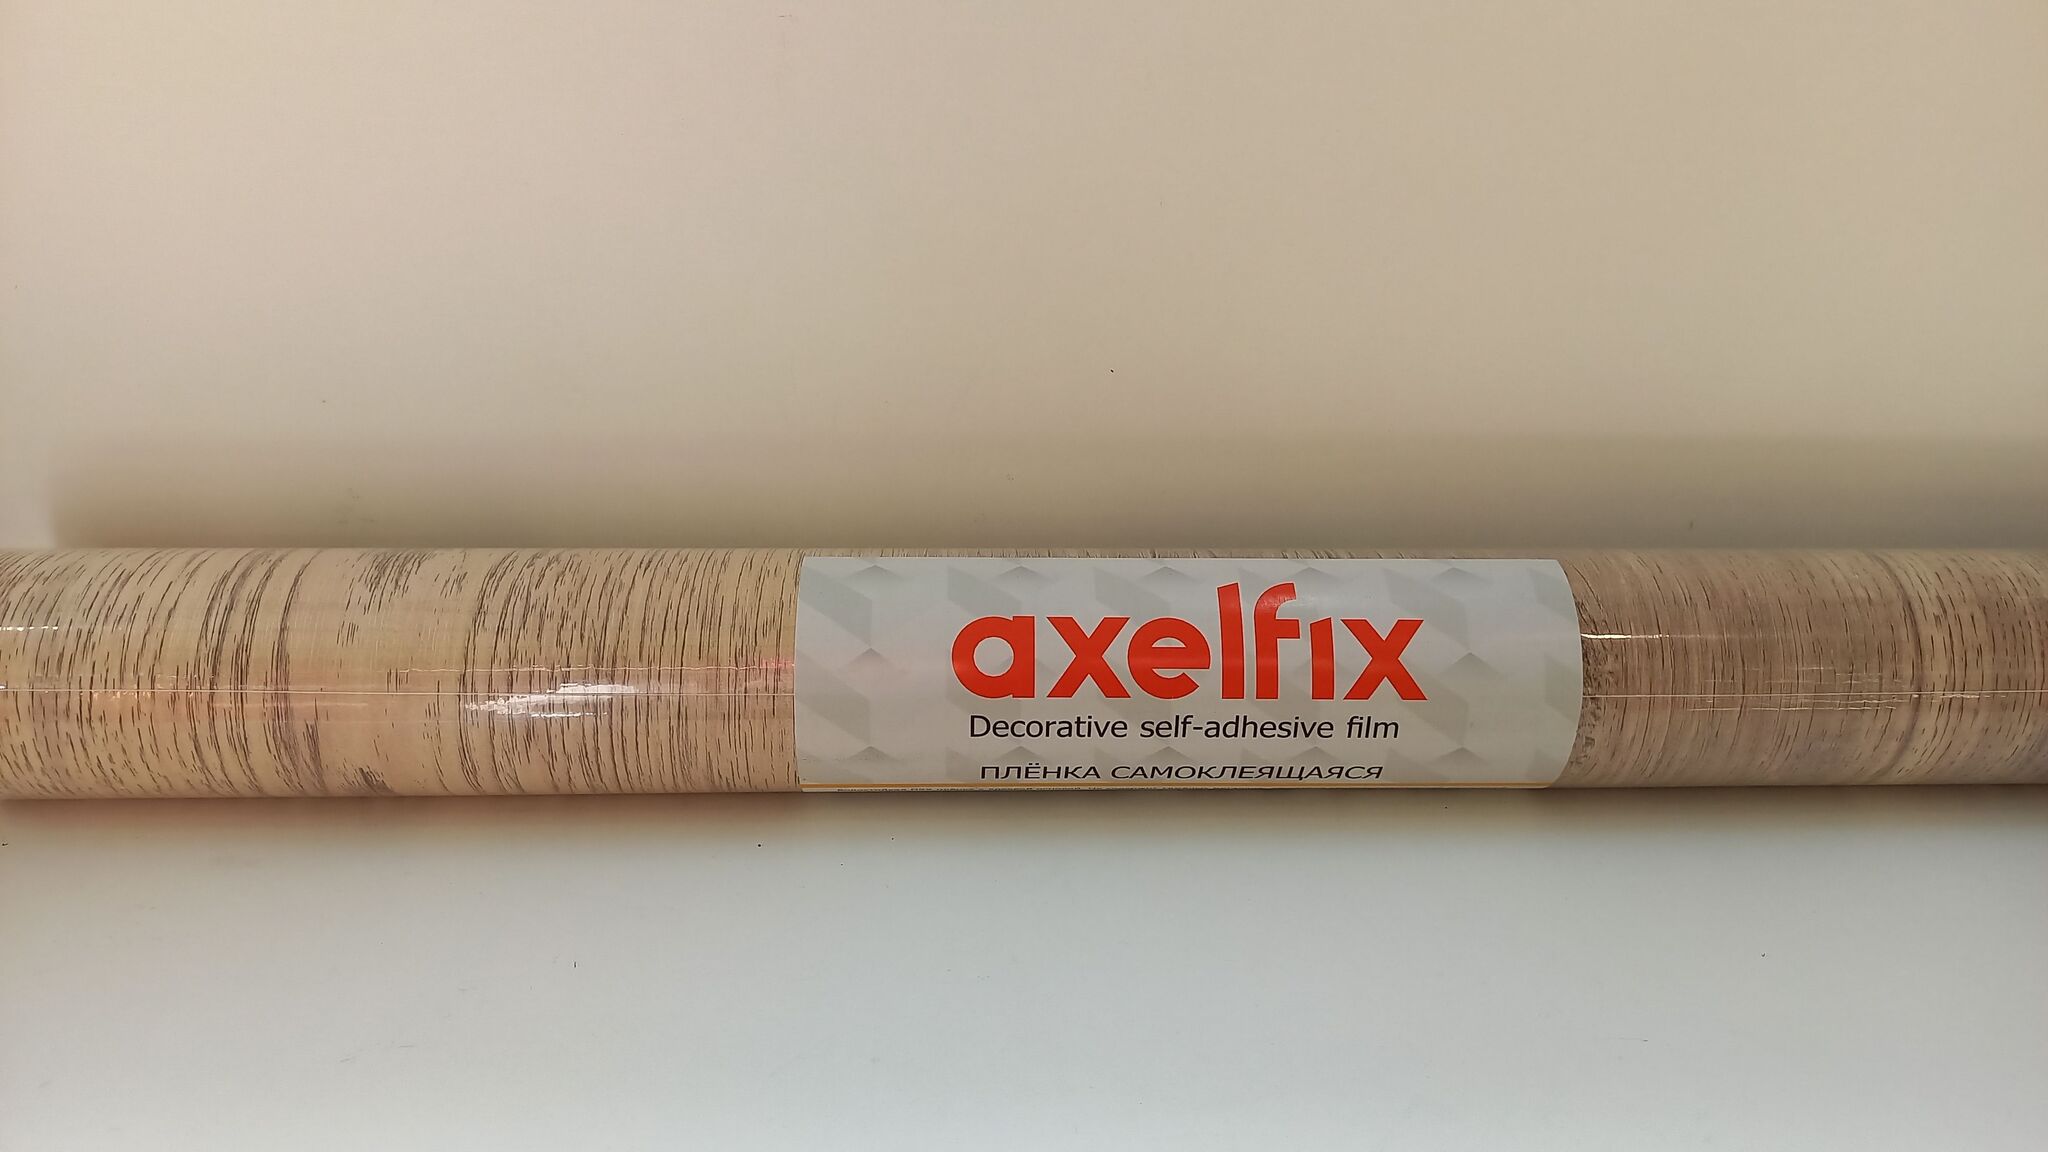 axelfix
Decorative self-adhesive film
ПЛЁНКА САМОКЛЕЯЩАЯСЯ